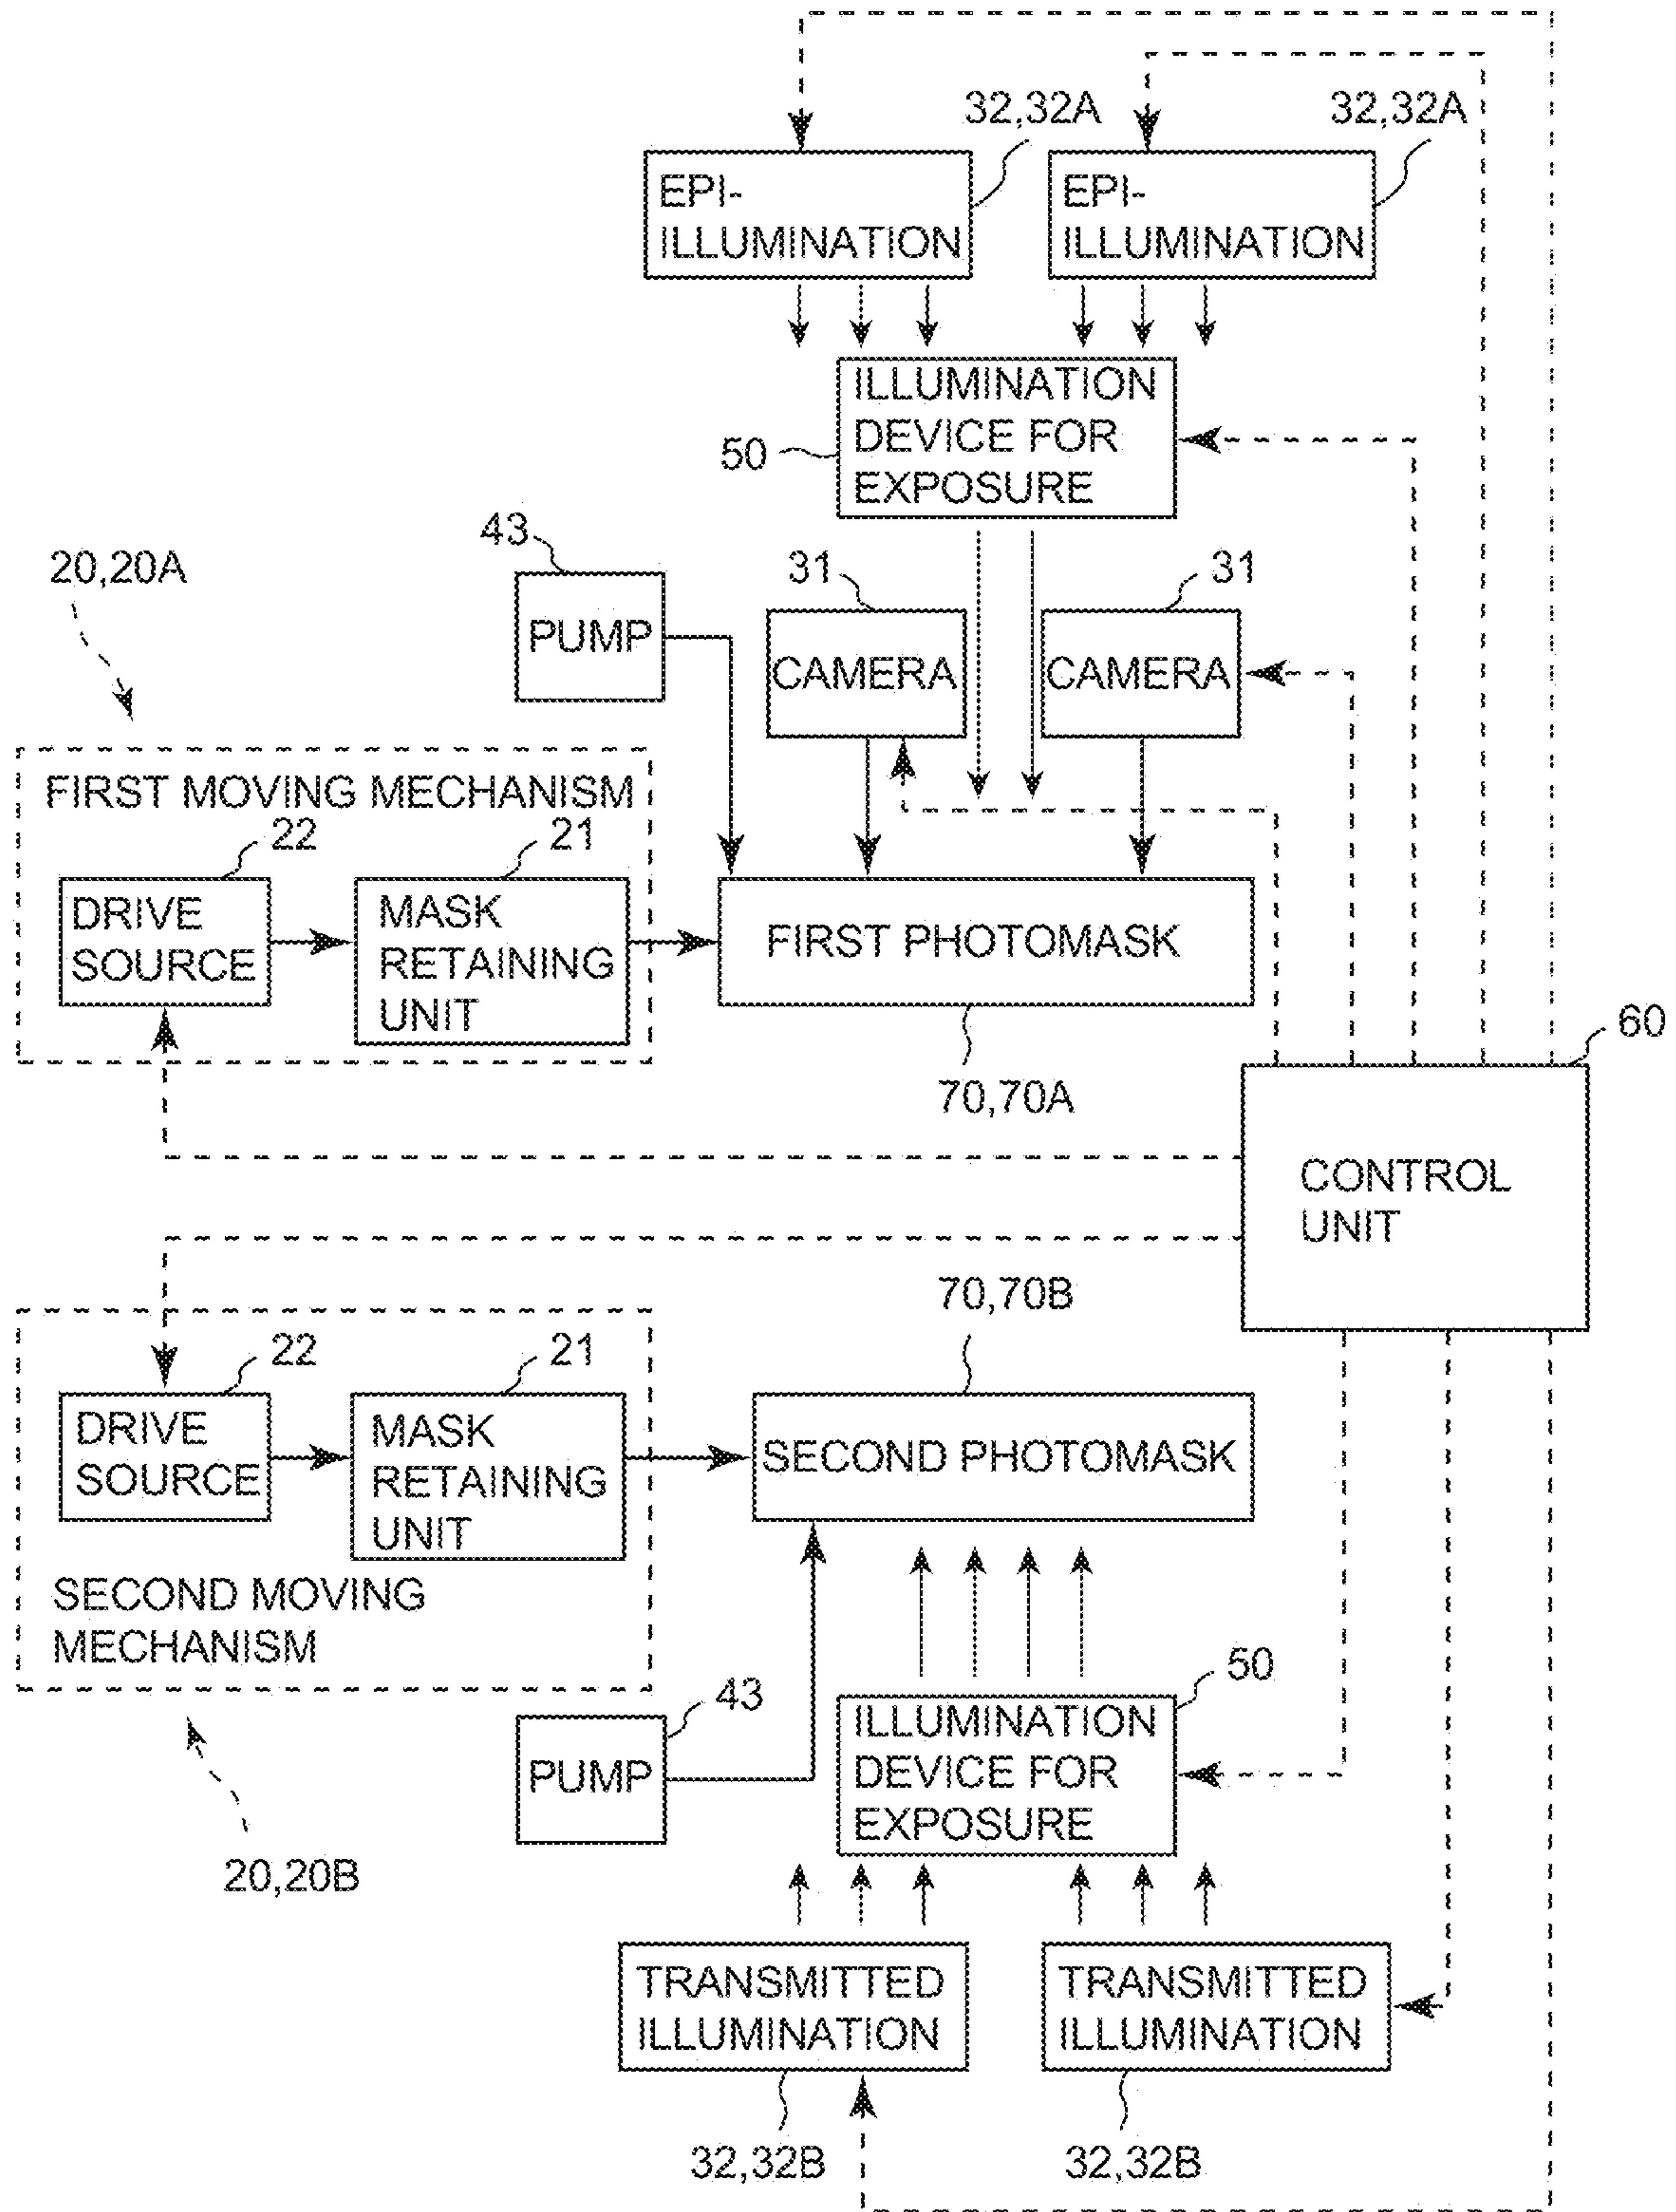 32,32A
32,32A
EPI-
ILLUMINATION
EPI-
ILLUMINATION
ILLUMINATION
DEVICE FOR
EXPOSURE
50
43
20,20A
31
31
PUMP
CAMERA
CAMERA
FIRST MOVING MECHANISM
22
21
DRIVE
SOURCE
MASK
RETAINING
UNIT
FIRST PHOTOMASK
60
70,70A
CONTROL
UNIT
70,70B
22
21
DRIVE
SOURCE
MASK
RETAINING
UNIT
SECOND PHOTOMASK
SECOND MOVING
MECHANISM
50
43
ILLUMINATION
DEVICE FOR
EXPOSURE
PUMP
20,20B
TRANSMITTED
ILLUMINATION
TRANSMITTED
ILLUMINATION
32,32B
32,32B